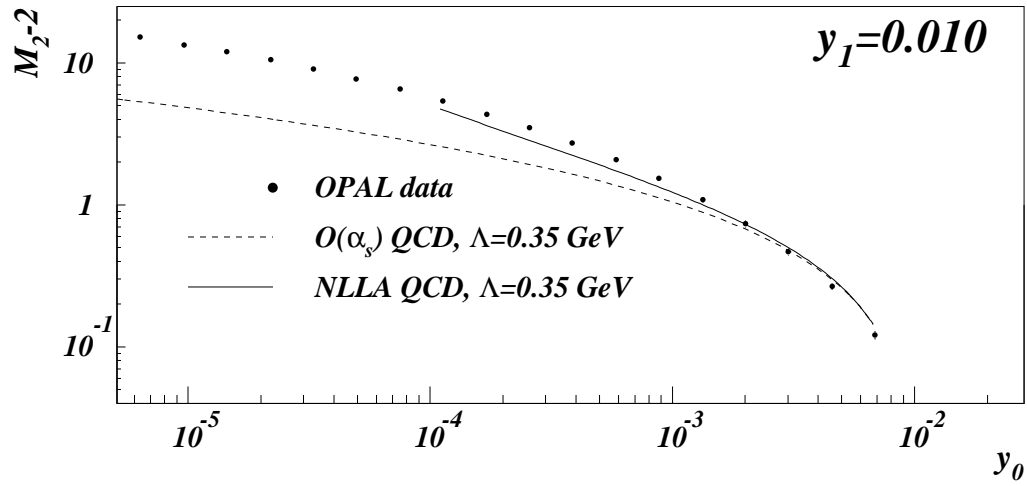 M₂-2
y₁=0.010
10
1
10⁻¹
OPAL data
O(αₛ) QCD, Λ=0.35 GeV
NLLA QCD, Λ=0.35 GeV
10⁻⁵ 10⁻⁴ 10⁻³ 10⁻²
y₀